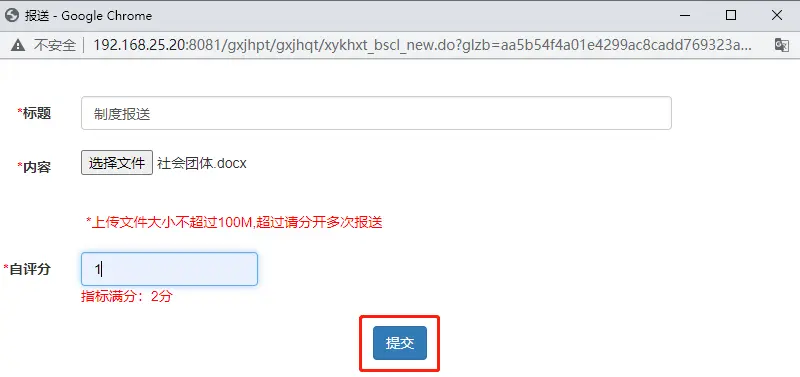 报送 - Google Chrome
不安全 192.168.25.20:8081/gxjhpt/gxjhqt/xykhxt_bscl_new.do?glzb=aa5b54f4a01e4299ac8cadd769323a...
*标题 制度报送
*内容 选择文件 社会团体.docx
*上传文件大小不超过100M,超过请分开多次报送
*自评分 1
指标满分：2分
提交